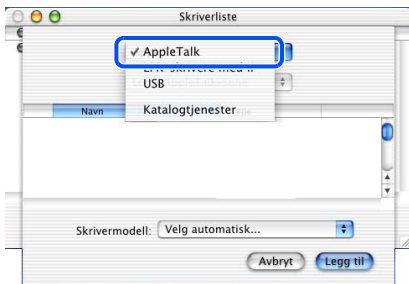 Skriverliste
✓ AppleTalk
USB
Katalogtjenester
Navn
Skrivermodell: Velg automatisk...
Avbryt Legg til